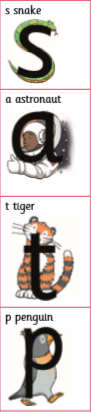 s snake
s
a astronaut
a
t tiger
t
p penguin
p